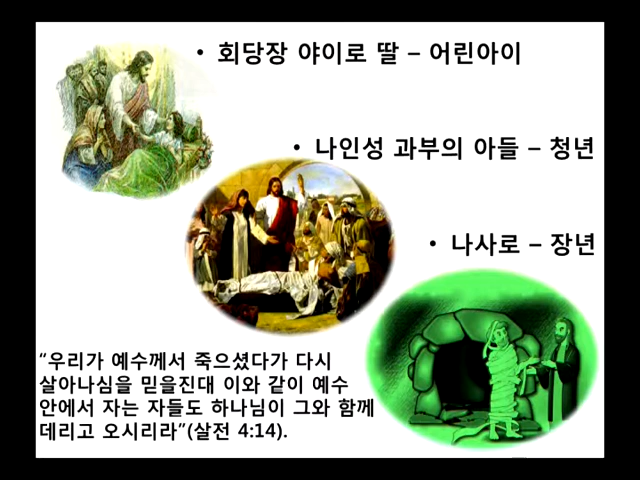 • 회당장 야이로 딸 – 어린아이
• 나인성 과부의 아들 – 청년
• 나사로 – 장년
“우리가 예수께서 죽으셨다가 다시
살아나심을 믿을진대 이와 같이 예수
안에서 자는 자들도 하나님이 그와 함께
데리고 오시리라”(살전 4:14).